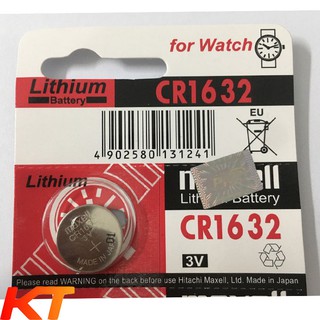 for Watch
Lithium
Battery
CR1632
EU
4 902580 131241
Lithium
maxell
Lithium Battery
CR1632
3V
Please read WARNING on the back before use Hitachi Maxell, Ltd. Made in
KT